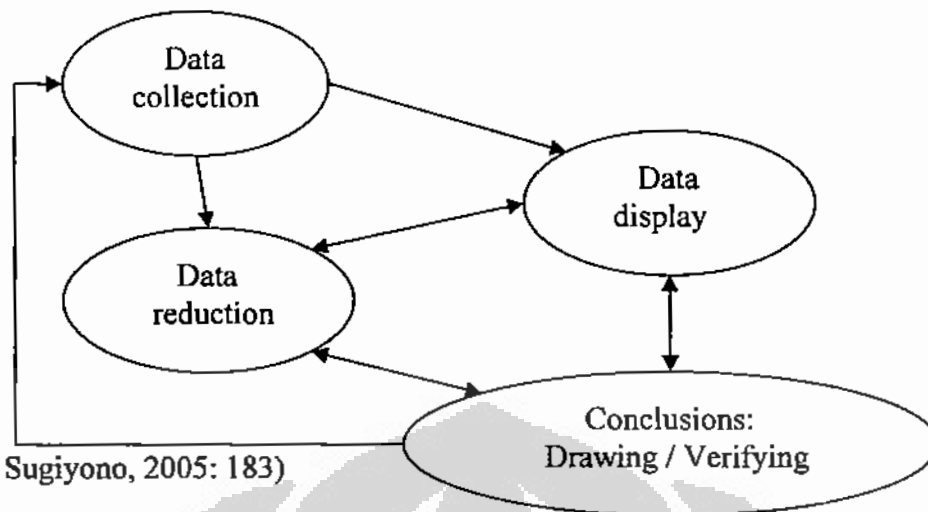 Data
collection
Data
display
Data
reduction
Conclusions:
Drawing / Verifying
Sugiyono, 2005: 183)